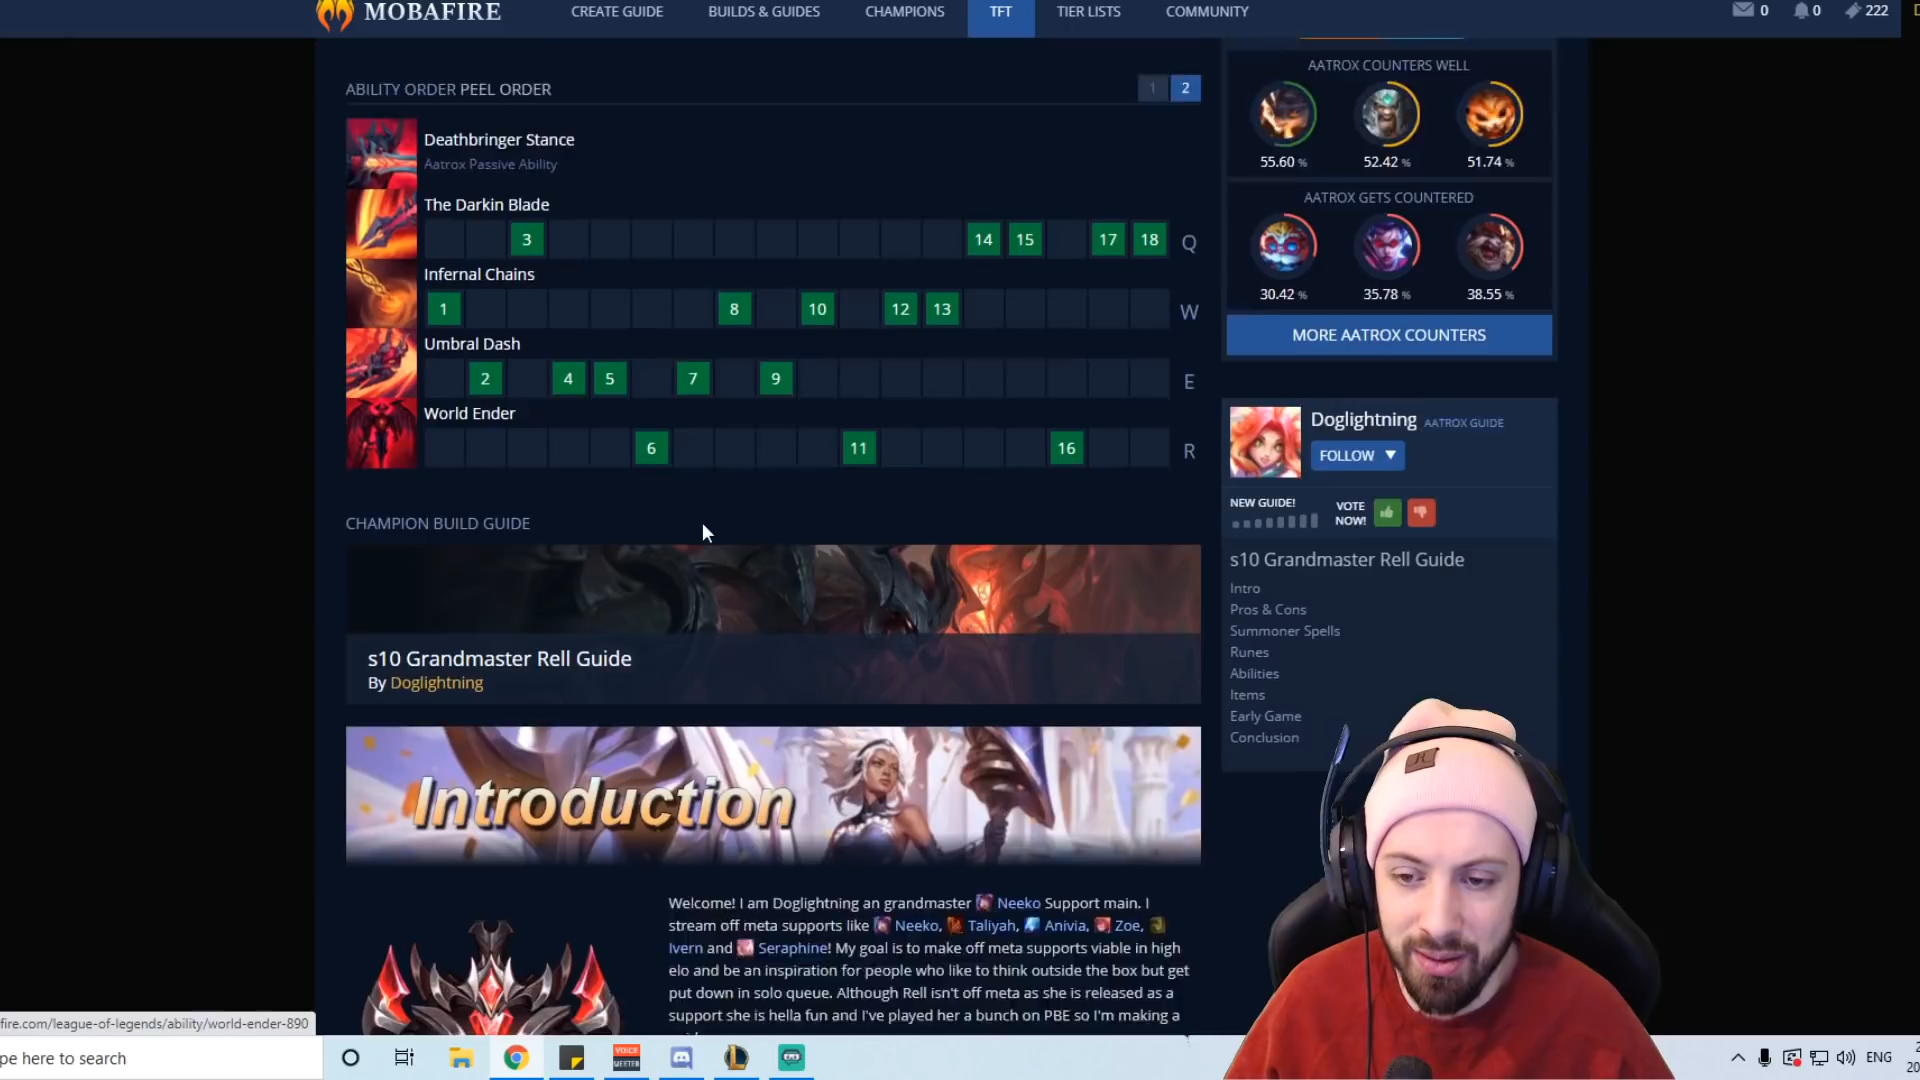 MOBAFIRE
CREATE GUIDE
BUILDS & GUIDES
CHAMPIONS
TFT
TIER LISTS
COMMUNITY
0
0
222
ABILITY ORDER PEEL ORDER
1
2
Deathbringer Stance
Aatrox Passive Ability
The Darkin Blade
3 14 15 17 18 Q
Infernal Chains
1 8 10 12 13 W
Umbral Dash
2 4 5 7 9 E
World Ender
6 11 16 R
AATROX COUNTERS WELL
55.60 % 52.42 % 51.74 %
AATROX GETS COUNTERED
30.42 % 35.78 % 38.55 %
MORE AATROX COUNTERS
Doglightning AATROX GUIDE
FOLLOW
NEW GUIDE!
VOTE
NOW!
s10 Grandmaster Rell Guide
Intro
Pros & Cons
Summoner Spells
Runes
Abilities
Items
Early Game
Conclusion
CHAMPION BUILD GUIDE
s10 Grandmaster Rell Guide
By Doglightning
Introduction
Welcome! I am Doglightning an grandmaster Neeko Support main. I
stream off meta supports like Neeko, Taliyah, Anivia, Zoe,
Ivern and Seraphine! My goal is to make off meta supports viable in high
elo and be an inspiration for people who like to think outside the box but get
put down in solo queue. Although Rell isn't off meta as she is released as a
support she is hella fun and I've played her a bunch on PBE so I'm making a
fire.com/league-of-legends/ability/world-ender-890
pe here to search
VOICE
MEETER
ENG